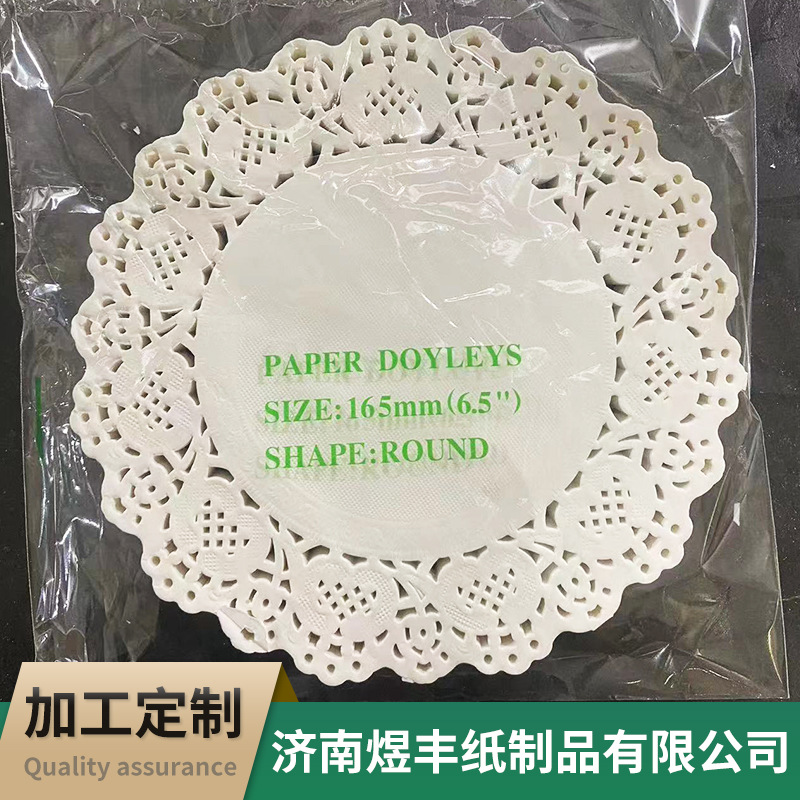 PAPER DOYLEYS
SIZE:165mm(6.5")
SHAPE:ROUND
加工定制
Quality assurance
济南煜丰纸制品有限公司